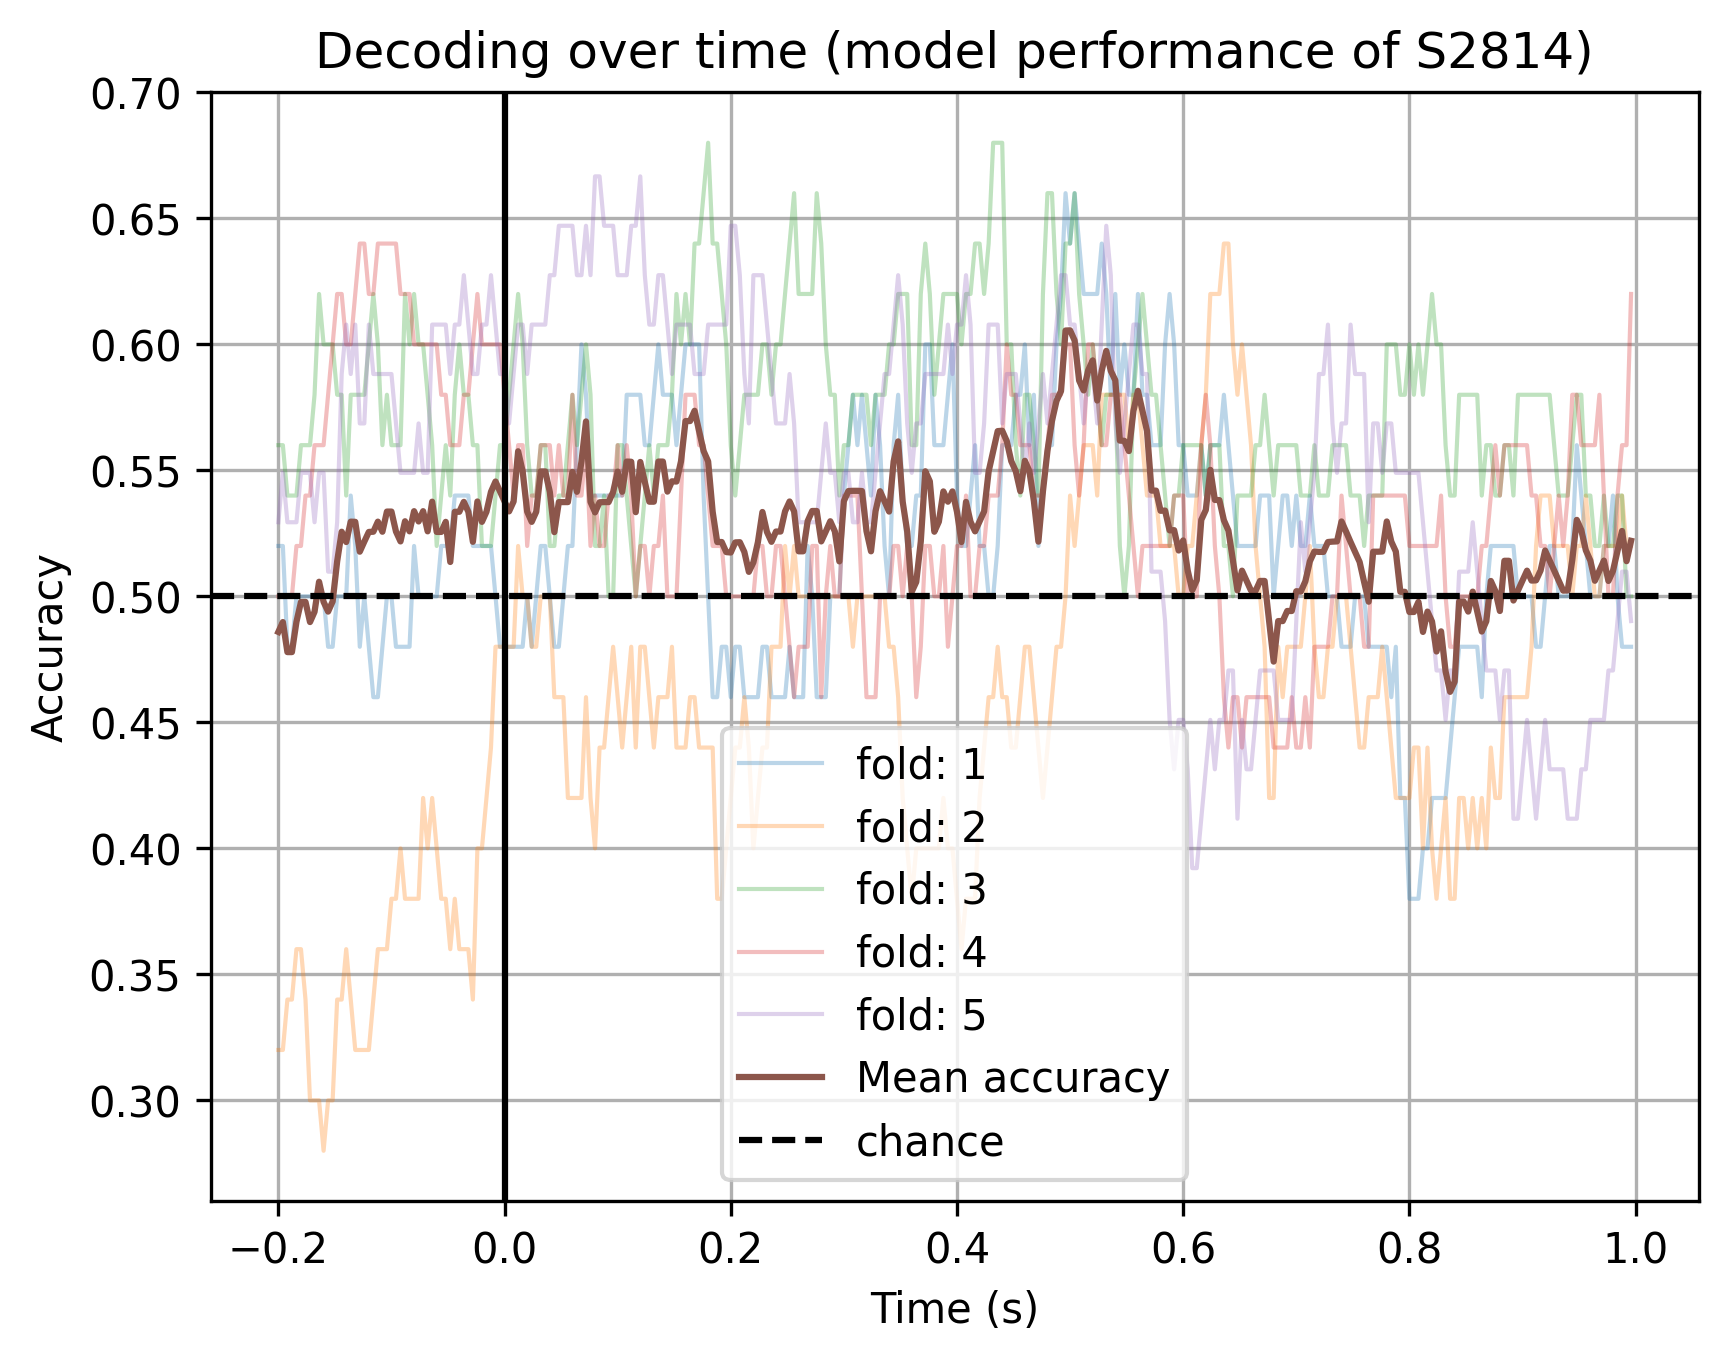 Decoding over time (model performance of S2814)
0.70
0.65
0.60
0.55
0.50
0.45
0.40
0.35
0.30
Accuracy
fold: 1
fold: 2
fold: 3
fold: 4
fold: 5
Mean accuracy
chance
−0.2 0.0 0.2 0.4 0.6 0.8 1.0
Time (s)